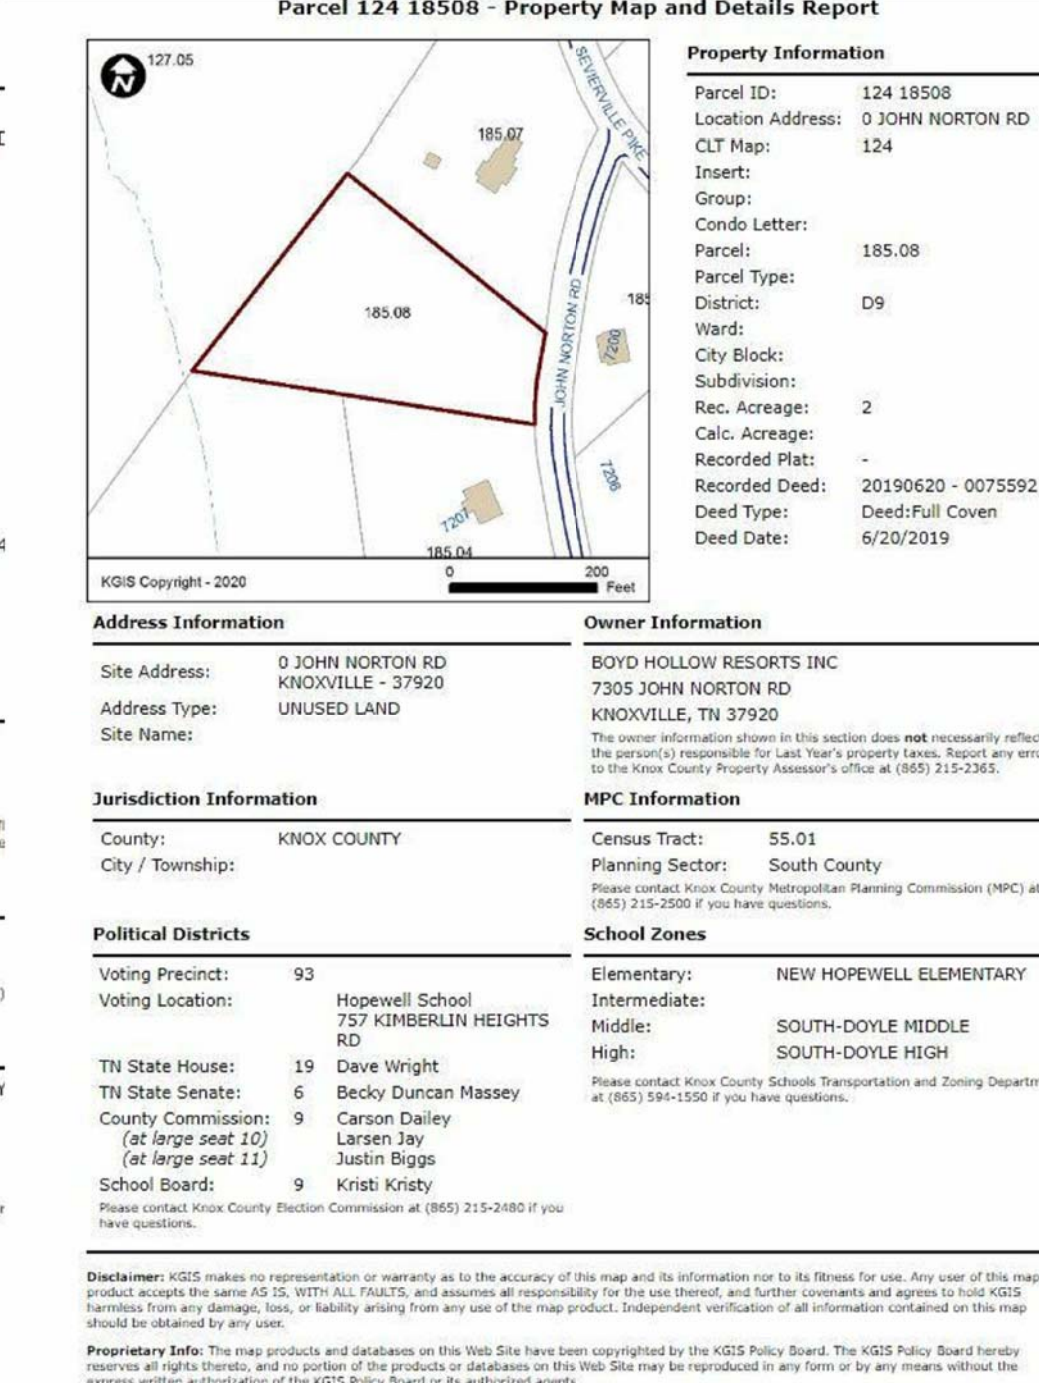 Parcel 124 18508 - Property Map and Details Report
127.05
N
SEVIERVILLE PIKE
185.07
185.08
JOHN NORTON RD
185
7200
7206
7207
185.04
KGIS Copyright - 2020
0 200
Feet
Property Information
Parcel ID: 124 18508
Location Address: 0 JOHN NORTON RD
CLT Map: 124
Insert:
Group:
Condo Letter:
Parcel: 185.08
Parcel Type:
District: D9
Ward:
City Block:
Subdivision:
Rec. Acreage: 2
Calc. Acreage:
Recorded Plat: -
Recorded Deed: 20190620 - 0075592
Deed Type: Deed:Full Coven
Deed Date: 6/20/2019
Address Information
Site Address: 0 JOHN NORTON RD
KNOXVILLE - 37920
Address Type: UNUSED LAND
Site Name:
Owner Information
BOYD HOLLOW RESORTS INC
7305 JOHN NORTON RD
KNOXVILLE, TN 37920
The owner information shown in this section does not necessarily reflec
the person(s) responsible for Last Year's property taxes. Report any erro
to the Knox County Property Assessor's office at (865) 215-2365.
Jurisdiction Information
County: KNOX COUNTY
City / Township:
MPC Information
Census Tract: 55.01
Planning Sector: South County
Please contact Knox County Metropolitan Planning Commission (MPC) at
(865) 215-2500 if you have questions.
Political Districts
Voting Precinct: 93
Voting Location: Hopewell School
757 KIMBERLIN HEIGHTS
RD
TN State House: 19 Dave Wright
TN State Senate: 6 Becky Duncan Massey
County Commission: 9 Carson Dailey
(at large seat 10) Larsen Jay
(at large seat 11) Justin Biggs
School Board: 9 Kristi Kristy
Please contact Knox County Election Commission at (865) 215-2480 if you
have questions.
School Zones
Elementary: NEW HOPEWELL ELEMENTARY
Intermediate:
Middle: SOUTH-DOYLE MIDDLE
High: SOUTH-DOYLE HIGH
Please contact Knox County Schools Transportation and Zoning Departm
at (865) 594-1550 if you have questions.
Disclaimer: KGIS makes no representation or warranty as to the accuracy of this map and its information nor to its fitness for use. Any user of this map
product accepts the same AS IS, WITH ALL FAULTS, and assumes all responsibility for the use thereof, and further covenants and agrees to hold KGIS
harmless from any damage, loss, or liability arising from any use of the map product. Independent verification of all information contained on this map
should be obtained by any user.
Proprietary Info: The map products and databases on this Web Site have been copyrighted by the KGIS Policy Board. The KGIS Policy Board hereby
reserves all rights thereto, and no portion of the products or databases on this Web Site may be reproduced in any form or by any means without the
express written authorization of the KGIS Policy Board or its authorized agents.